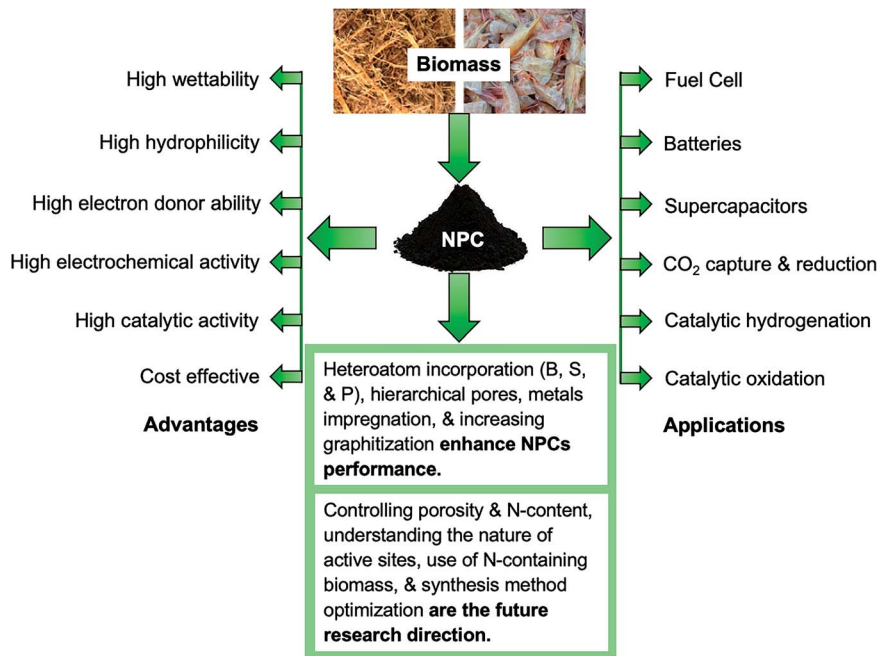 Biomass
High wettability
High hydrophilicity
High electron donor ability
High electrochemical activity
High catalytic activity
Cost effective
Advantages
NPC
Fuel Cell
Batteries
Supercapacitors
CO₂ capture & reduction
Catalytic hydrogenation
Catalytic oxidation
Applications
Heteroatom incorporation (B, S,
& P), hierarchical pores, metals
impregnation, & increasing
graphitization enhance NPCs
performance.
Controlling porosity & N-content,
understanding the nature of
active sites, use of N-containing
biomass, & synthesis method
optimization are the future
research direction.